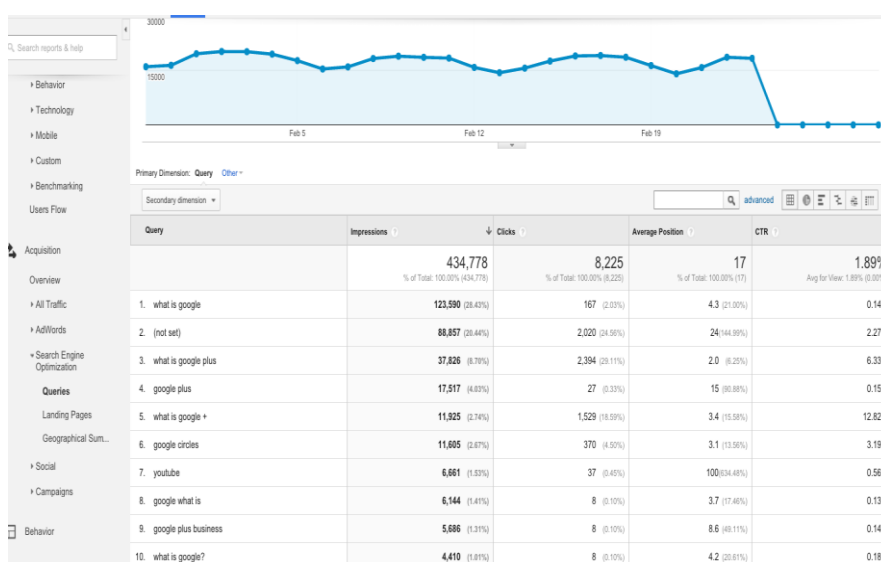 30000
Search reports & help
15000
Behavior
Technology
Feb 5 Feb 12 Feb 19
Mobile
Custom
Primary Dimension: Query Other
Benchmarking
Secondary dimension advanced
Users Flow
Query Impressions Clicks Average Position CTR
Acquisition
434,778 8,225 17 1.89%
% of Total: 100.00% (434,778) % of Total: 100.00% (8,225) % of Total: 100.00% (17) Avg for View: 1.89% (0.00%
Overview
All Traffic
1. what is google 123,590 (28.43%) 167 (2.03%) 4.3 (21.00%) 0.14
AdWords
2. (not set) 88,857 (20.44%) 2,020 (24.56%) 24(144.99%) 2.27
Search Engine
Optimization
3. what is google plus 37,826 (8.70%) 2,394 (29.11%) 2.0 (6.25%) 6.33
Queries
4. google plus 17,517 (4.03%) 27 (0.33%) 15 (90.88%) 0.15
Landing Pages
5. what is google + 11,925 (2.74%) 1,529 (18.59%) 3.4 (15.58%) 12.82
Geographical Sum...
6. google circles 11,605 (2.67%) 370 (4.50%) 3.1 (13.56%) 3.19
Social
7. youtube 6,661 (1.53%) 37 (0.45%) 100(634.48%) 0.56
Campaigns
8. google what is 6,144 (1.41%) 8 (0.10%) 3.7 (17.46%) 0.13
Behavior
9. google plus business 5,686 (1.31%) 8 (0.10%) 8.6 (49.11%) 0.14
10. what is google? 4,410 (1.01%) 8 (0.10%) 4.2 (20.61%) 0.18